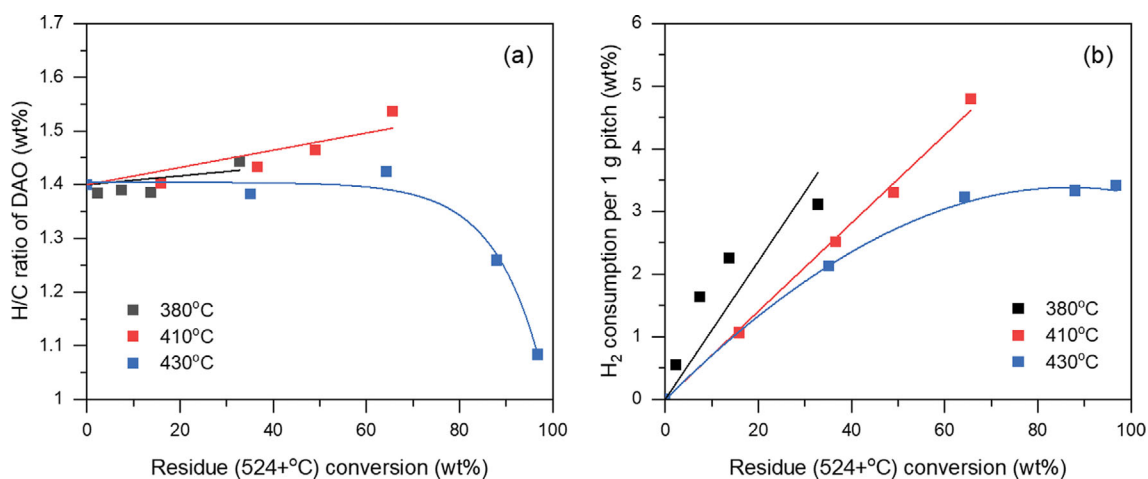 (a)
H/C ratio of DAO (wt%)
1.7
1.6
1.5
1.4
1.3
1.2
1.1
1
0
20
40
60
80
100
380°C
410°C
430°C
Residue (524+°C) conversion (wt%)
(b)
H₂ consumption per 1 g pitch (wt%)
6
5
4
3
2
1
0
0
20
40
60
80
100
380°C
410°C
430°C
Residue (524+°C) conversion (wt%)